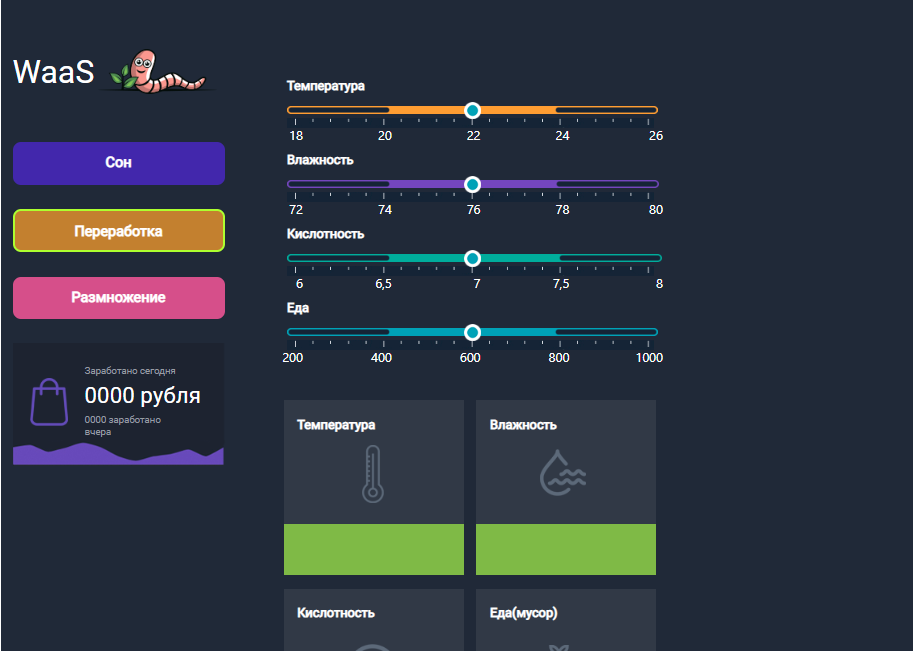 WaaS
Сон
Переработка
Размножение
Заработано сегодня
0000 рубля
0000 заработано
вчера
Температура
18 20 22 24 26
Влажность
72 74 76 78 80
Кислотность
6 6,5 7 7,5 8
Еда
200 400 600 800 1000
Температура
Влажность
Кислотность
Еда(мусор)